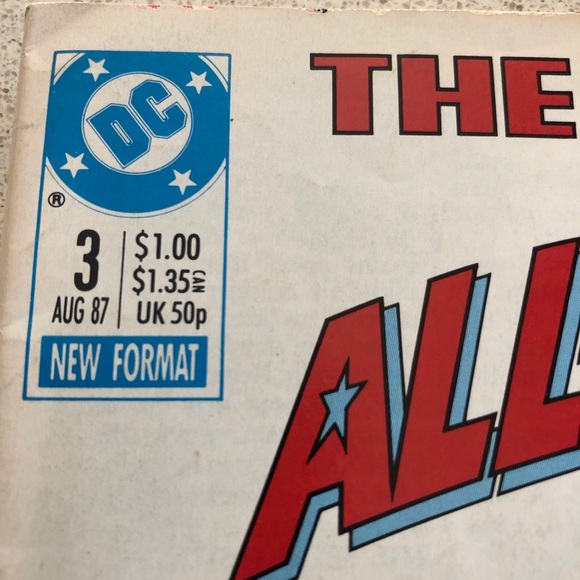 DC
®
3
AUG 87
$1.00
$1.35 CAN
UK 50p
NEW FORMAT
THE
ALL